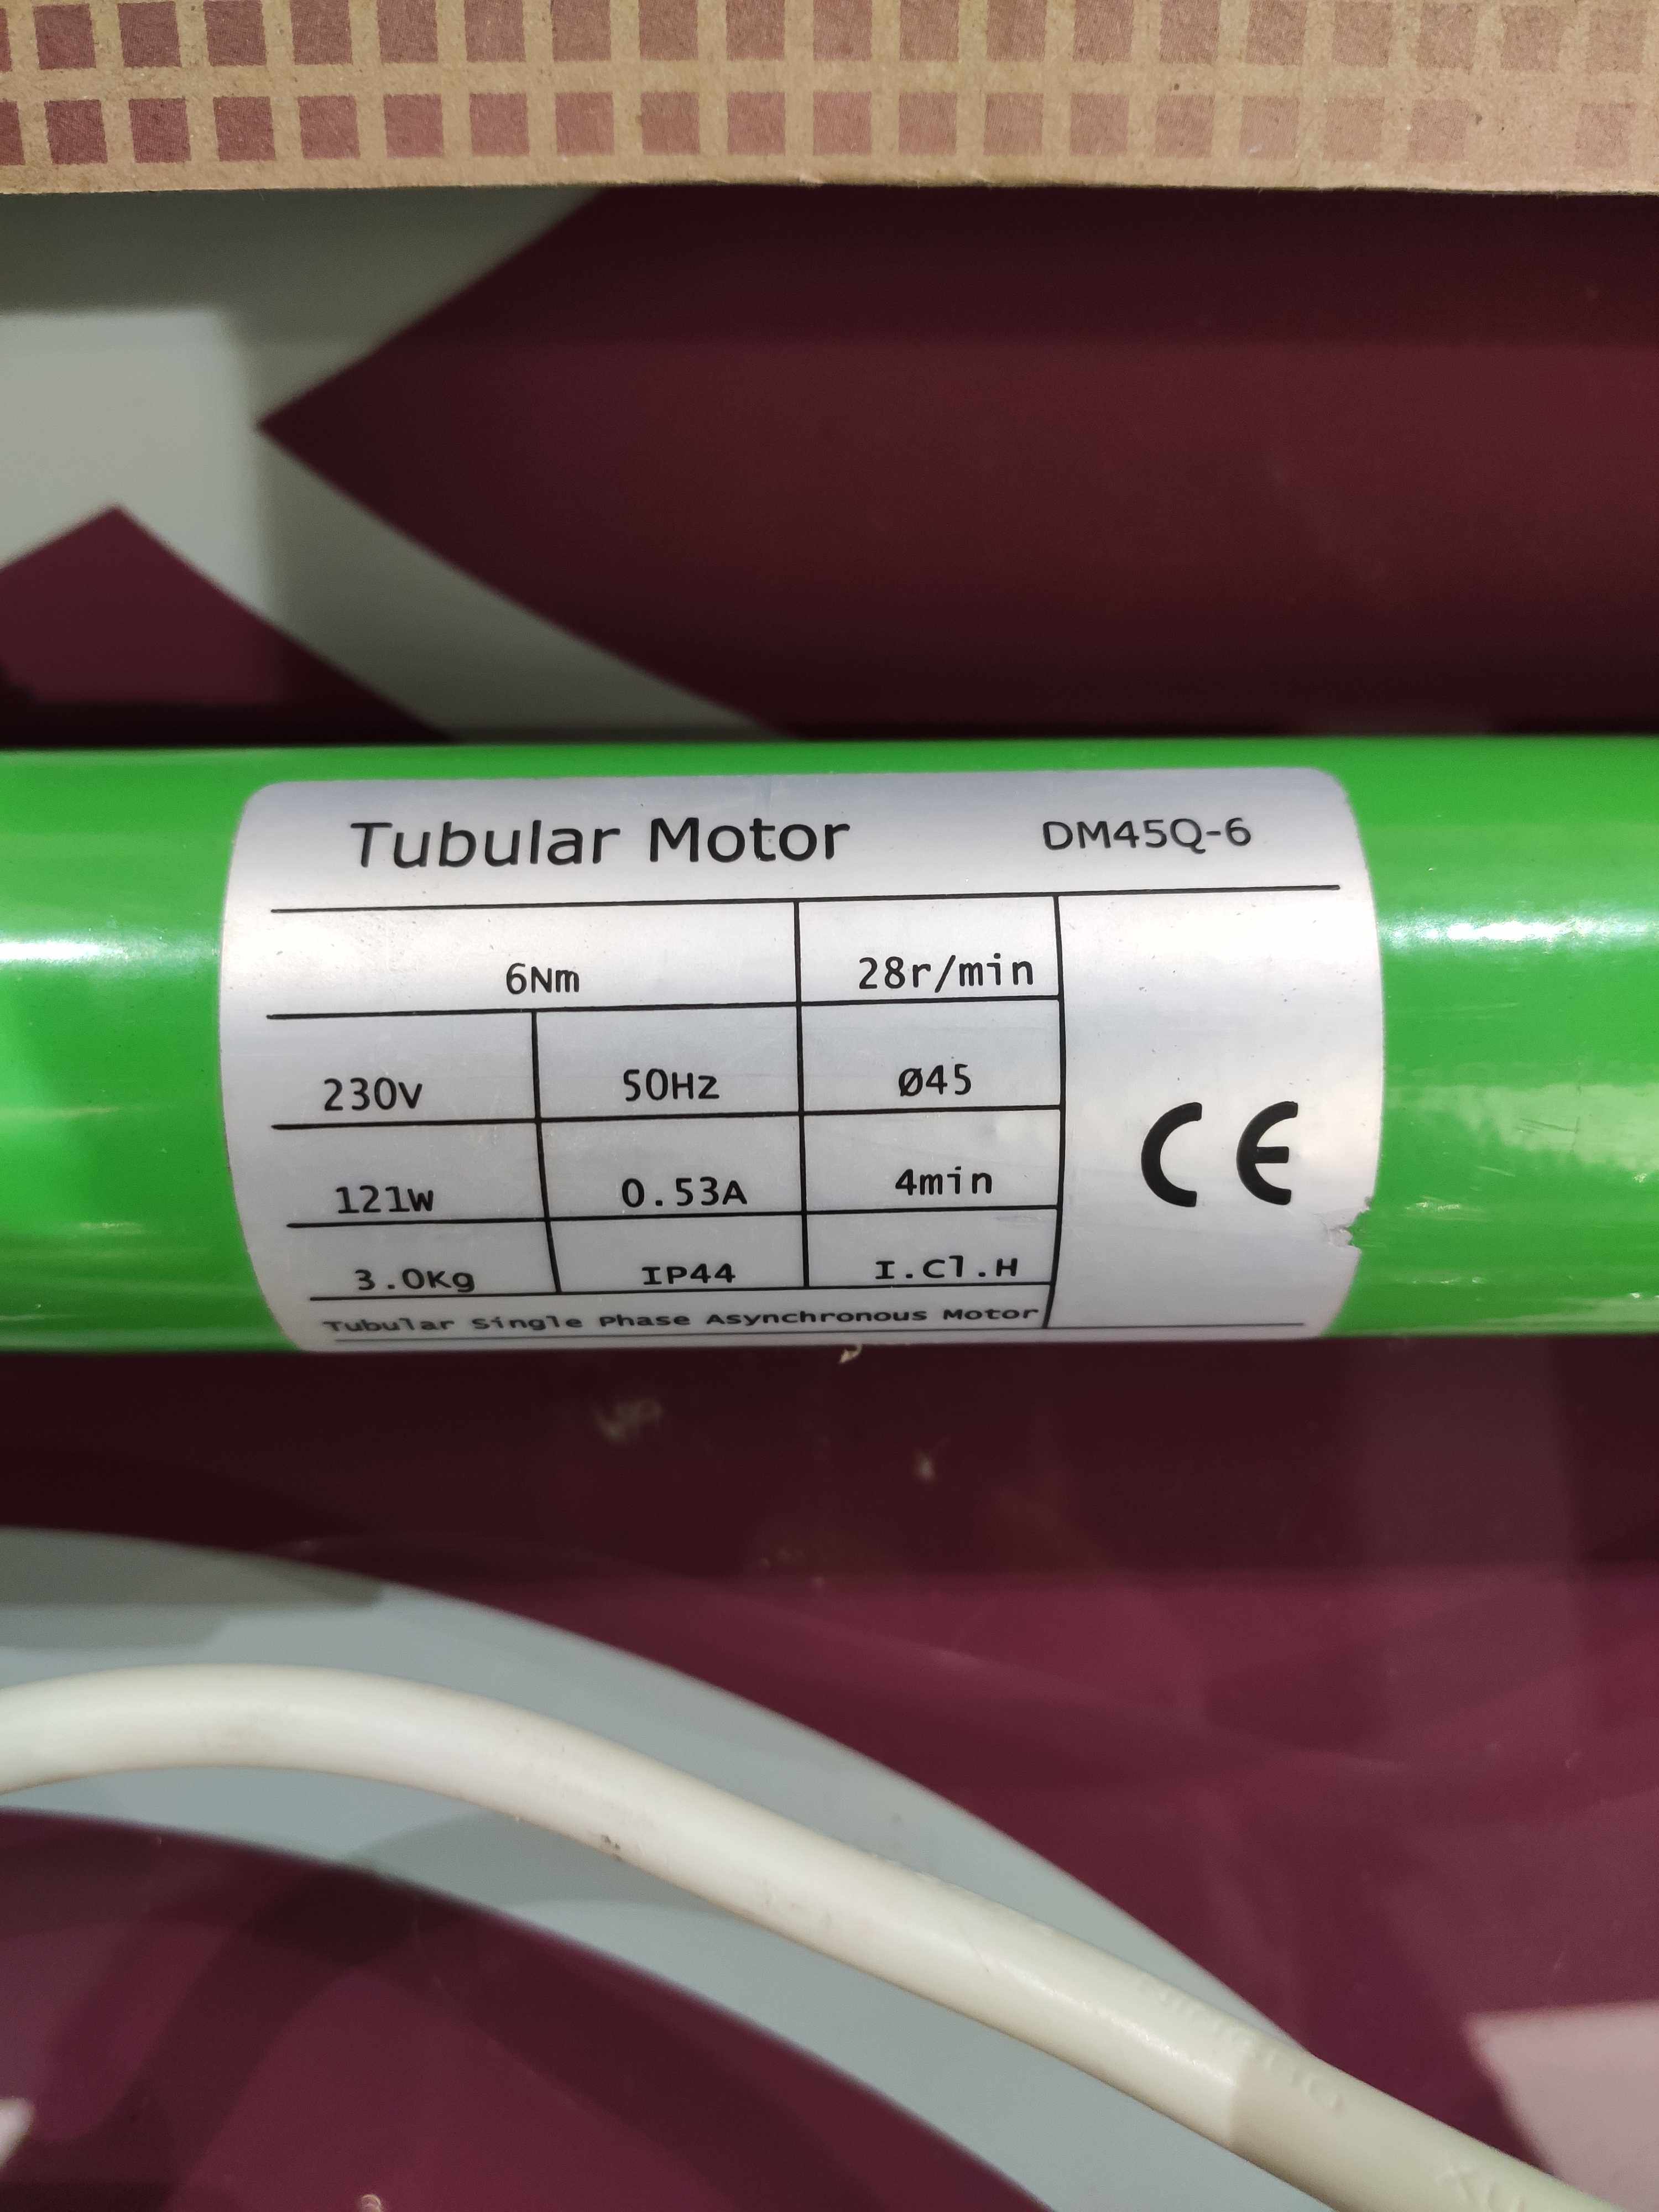 Tubular Motor DM45Q-6
6Nm 28r/min
230V 50Hz Ø45
121W 0.53A 4min
CE
3.0Kg IP44 I.Cl.H
Tubular Single Phase Asynchronous Motor